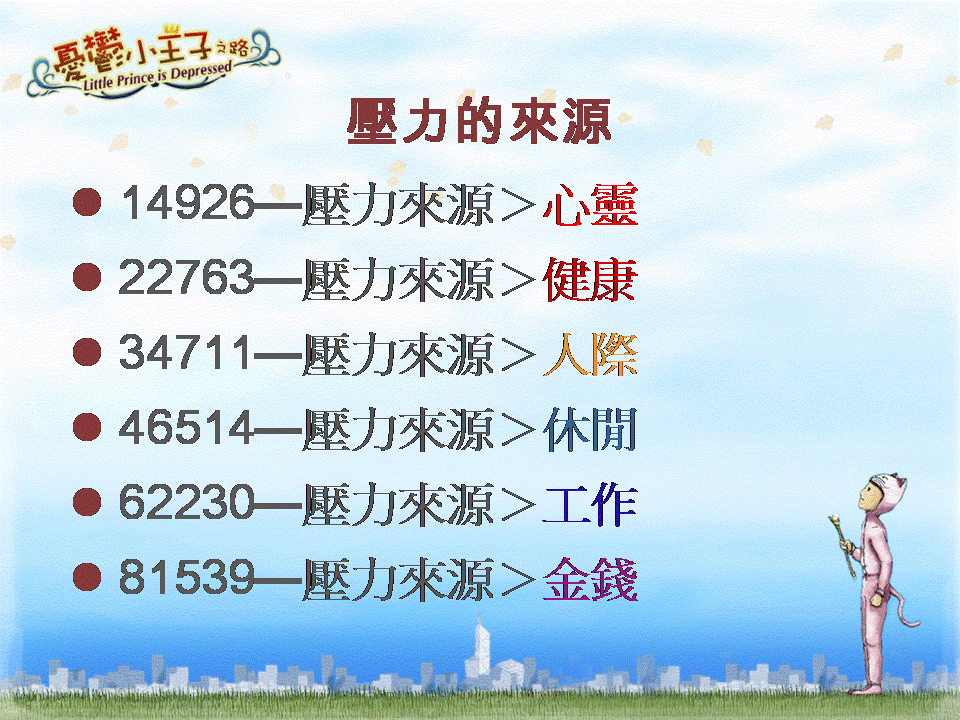 憂鬱小王子之路
Little Prince is Depressed
壓力的來源
14926—壓力來源＞心靈
22763—壓力來源＞健康
34711—壓力來源＞人際
46514—壓力來源＞休閒
62230—壓力來源＞工作
81539—壓力來源＞金錢